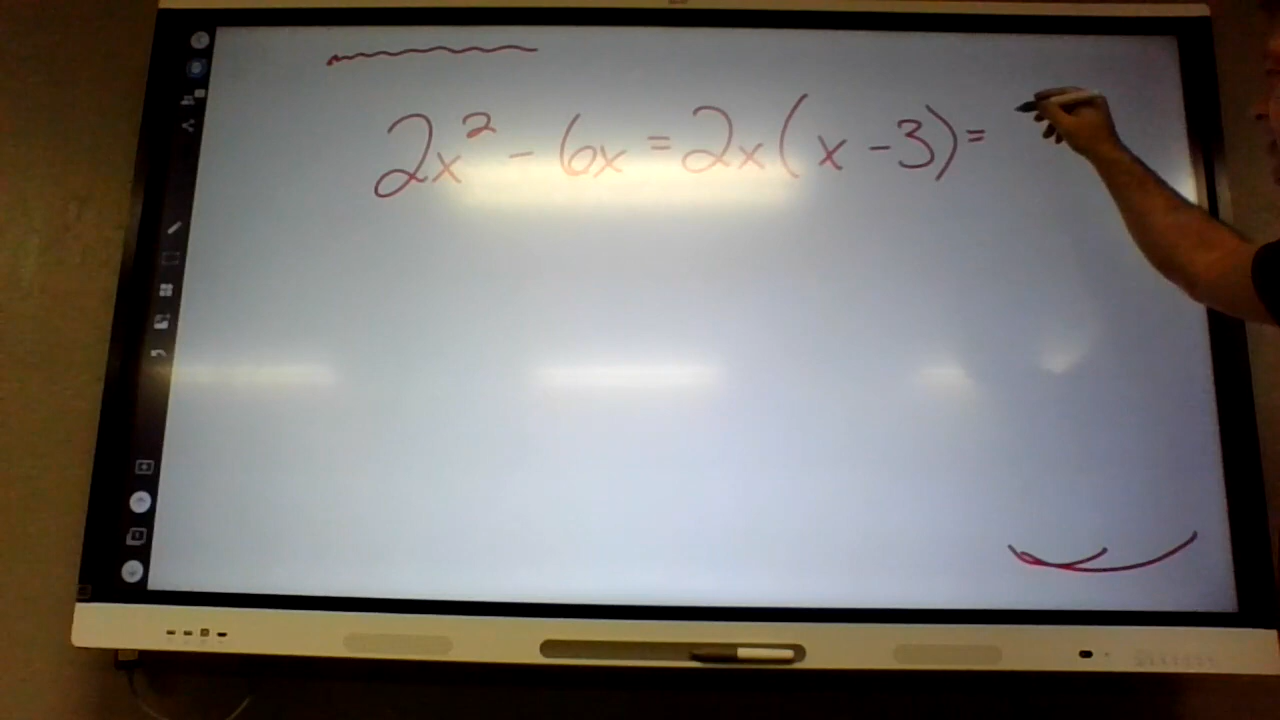 2x² - 6x = 2x(x - 3) =